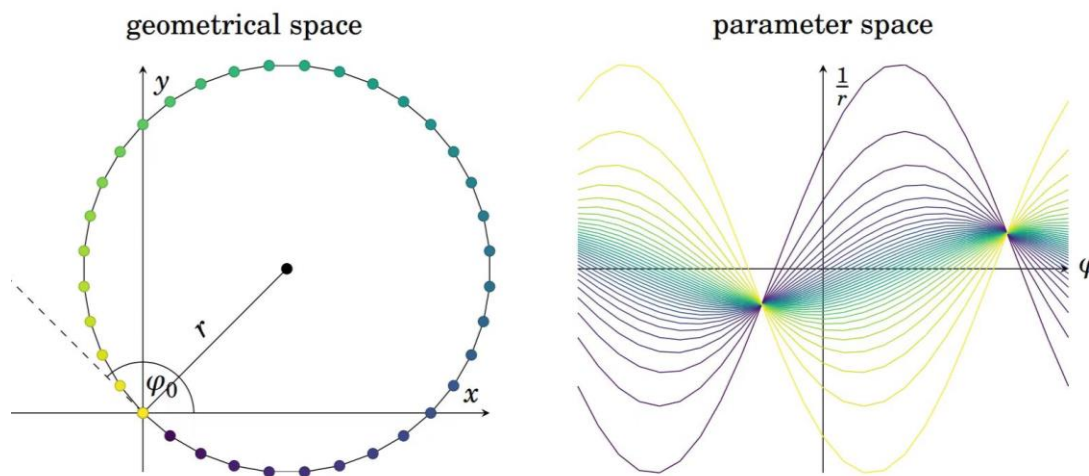 geometrical space
y
r
φ₀
x
parameter space
1/r
φ